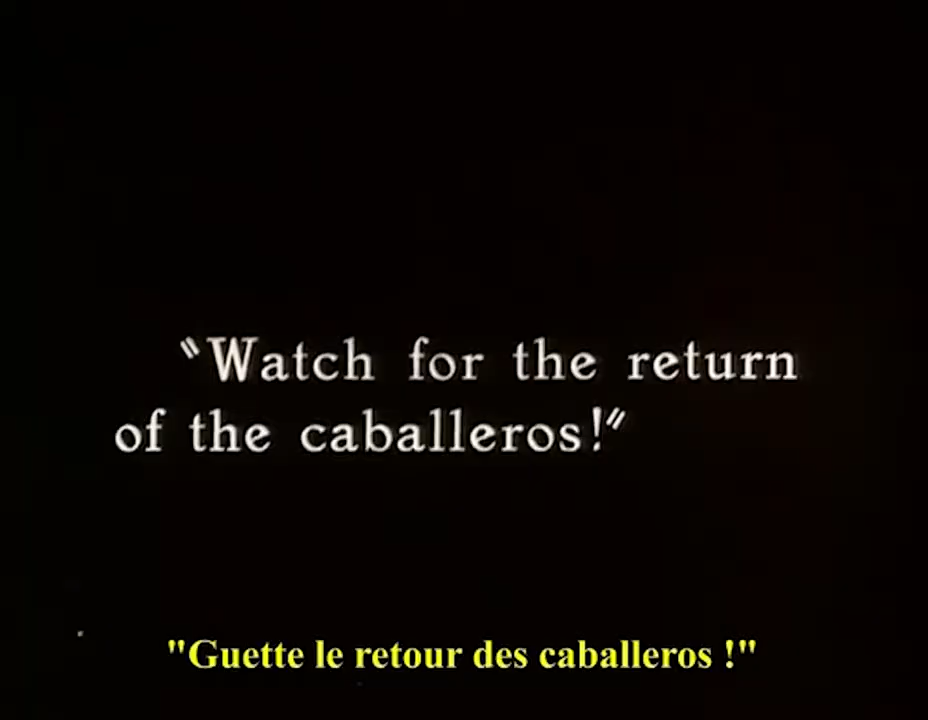 "Watch for the return
of the caballeros!"
"Guette le retour des caballeros !"